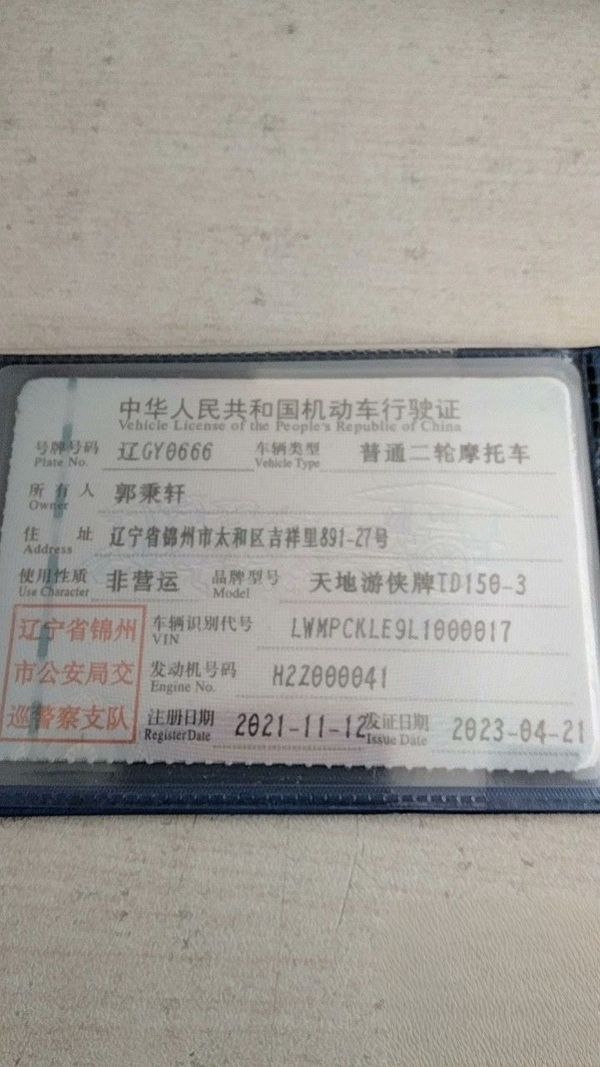 中华人民共和国机动车行驶证
Vehicle License of the People's Republic of China
号牌号码 辽GY0666 车辆类型 普通二轮摩托车
Plate No. Vehicle Type
所有人 郭秉轩
Owner
住址 辽宁省锦州市太和区吉祥里891-27号
Address
使用性质 非营运 品牌型号 天地游侠牌TD150-3
Use Character Model
辽宁省锦州 车辆识别代号 LWMPCKLE9L1000017
VIN
市公安局交 发动机号码 H2Z000041
Engine No.
巡警察支队 注册日期 2021-11-12 发证日期 2023-04-21
Register Date Issue Date